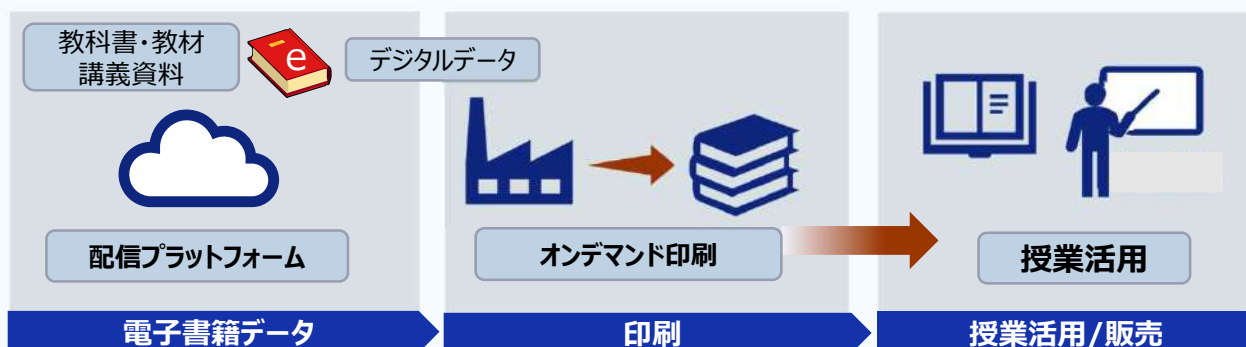 教科書・教材
講義資料
e
デジタルデータ
配信プラットフォーム
電子書籍データ
オンデマンド印刷
印刷
授業活用
授業活用/販売